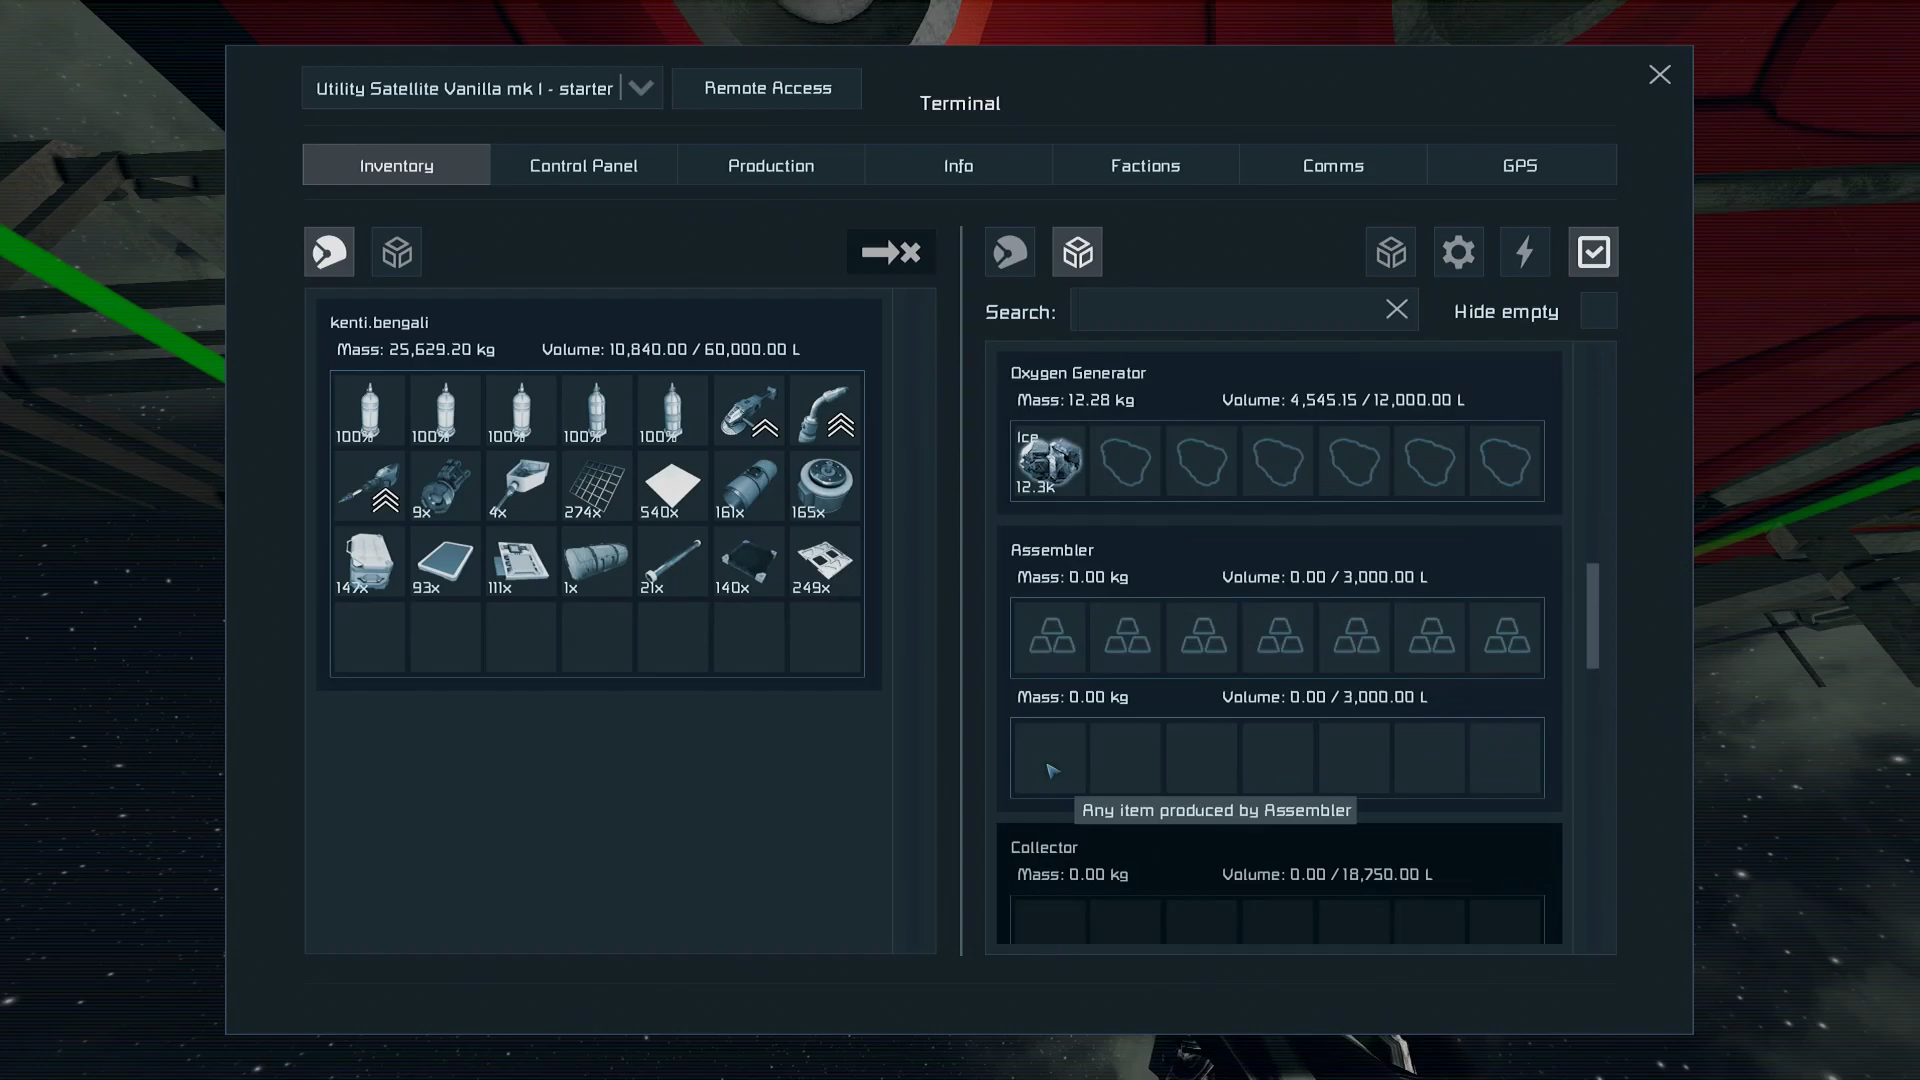 Utility Satellite Vanilla mk I - starter
Remote Access
Terminal
Inventory
Control Panel
Production
Info
Factions
Comms
GPS
kenti.bengali
Mass: 25,629.20 kg
Volume: 10,840.00 / 60,000.00 L
100%
100%
100%
100%
100%
9x
4x
274x
540x
161x
165x
147x
93x
111x
1x
21x
140x
249x
Search:
Hide empty
Oxygen Generator
Mass: 12.28 kg
Volume: 4,545.15 / 12,000.00 L
Ice
12.3k
Assembler
Mass: 0.00 kg
Volume: 0.00 / 3,000.00 L
Mass: 0.00 kg
Volume: 0.00 / 3,000.00 L
Any item produced by Assembler
Collector
Mass: 0.00 kg
Volume: 0.00 / 18,750.00 L